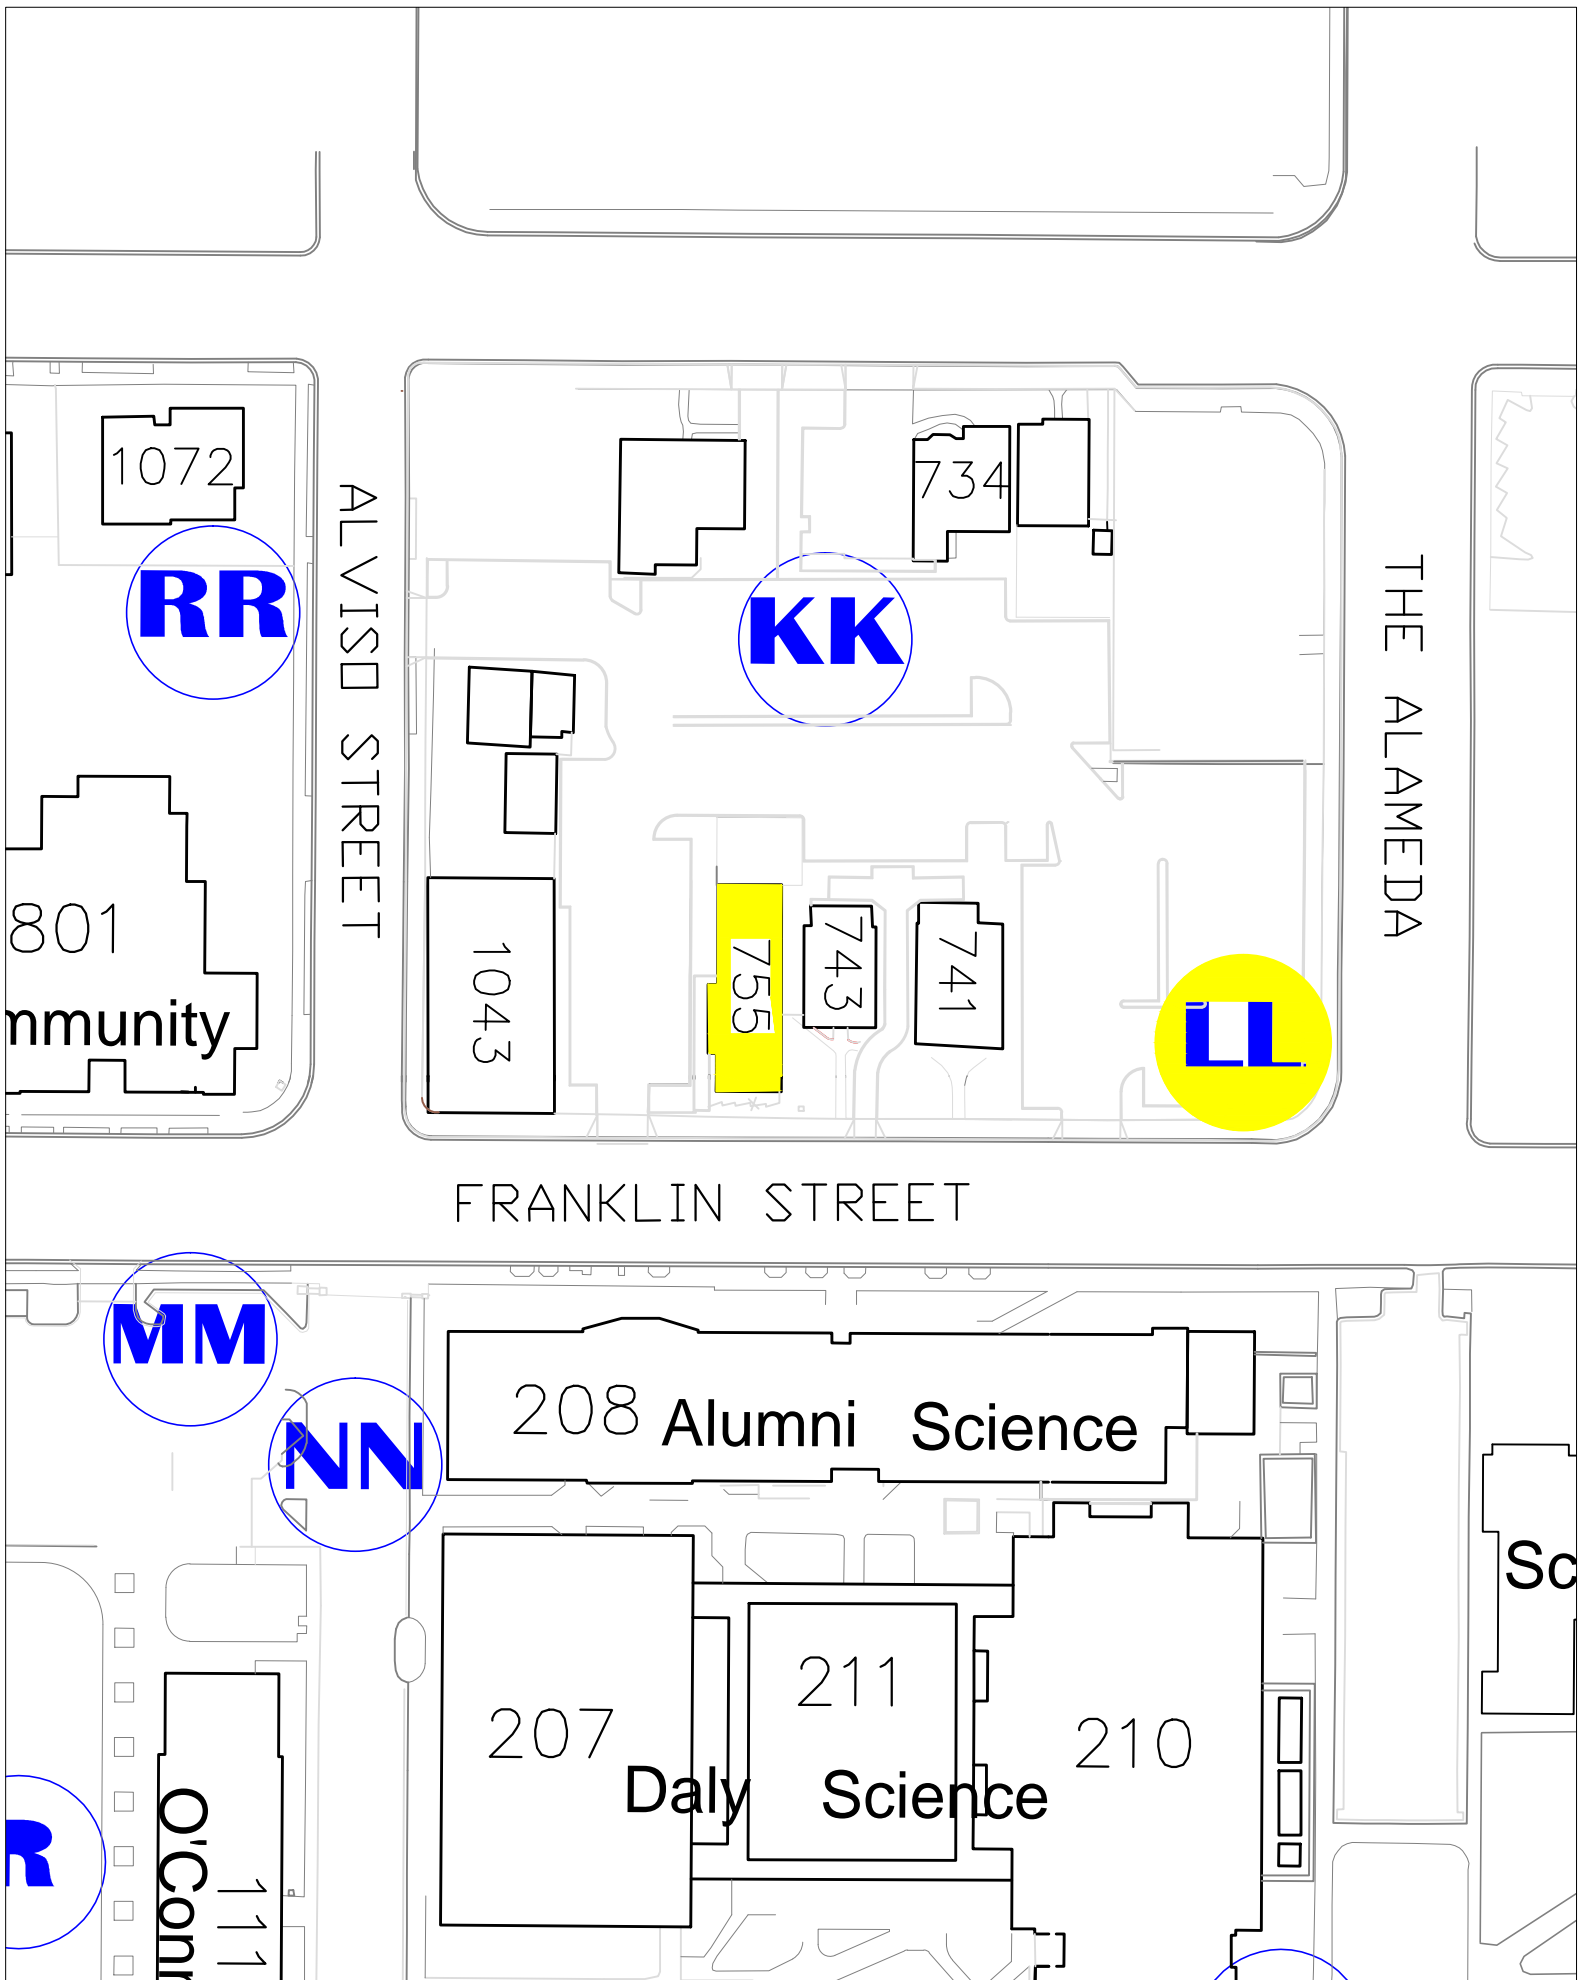 1072
734
RR
KK
ALVISO STREET
THE ALAMEDA
801
mmunity
1043
755
743
741
LL
FRANKLIN STREET
MM
NN
208 Alumni Science
Sc
207
211
210
Daly Science
R
O'Conn
111